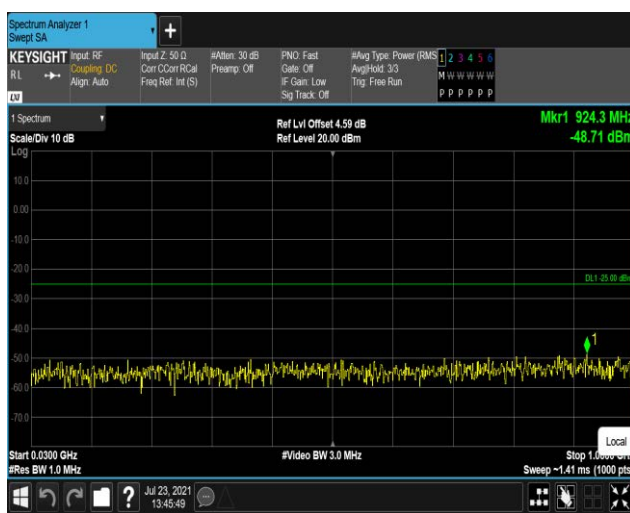 Spectrum Analyzer 1
Swept SA
+
KEYSIGHT Input: RF Input Z: 50 Ω #Atten: 30 dB PNO: Fast #Avg Type: Power (RMS 1 2 3 4 5 6
RL Coupling: DC Corr CCorr RCal Preamp: Off Gate: Off Avg|Hold: 3/3 M W W W W W
Align: Auto Freq Ref: Int (S) IF Gain: Low Trig: Free Run
LXI Sig Track: Off P P P P P P
1 Spectrum Ref Lvl Offset 4.59 dB Mkr1 924.3 MHz
Scale/Div 10 dB Ref Level 20.00 dBm -48.71 dBm
Log
10.0
0.00
-10.0
-20.0
DL1 -25.00 dBm
-30.0
-40.0
1
-50.0
-60.0
-70.0
Local
Start 0.0300 GHz #Video BW 3.0 MHz Stop
#Res BW 1.0 MHz Sweep ~1.41 ms (1000 pts
? Jul 23, 2021
13:45:49